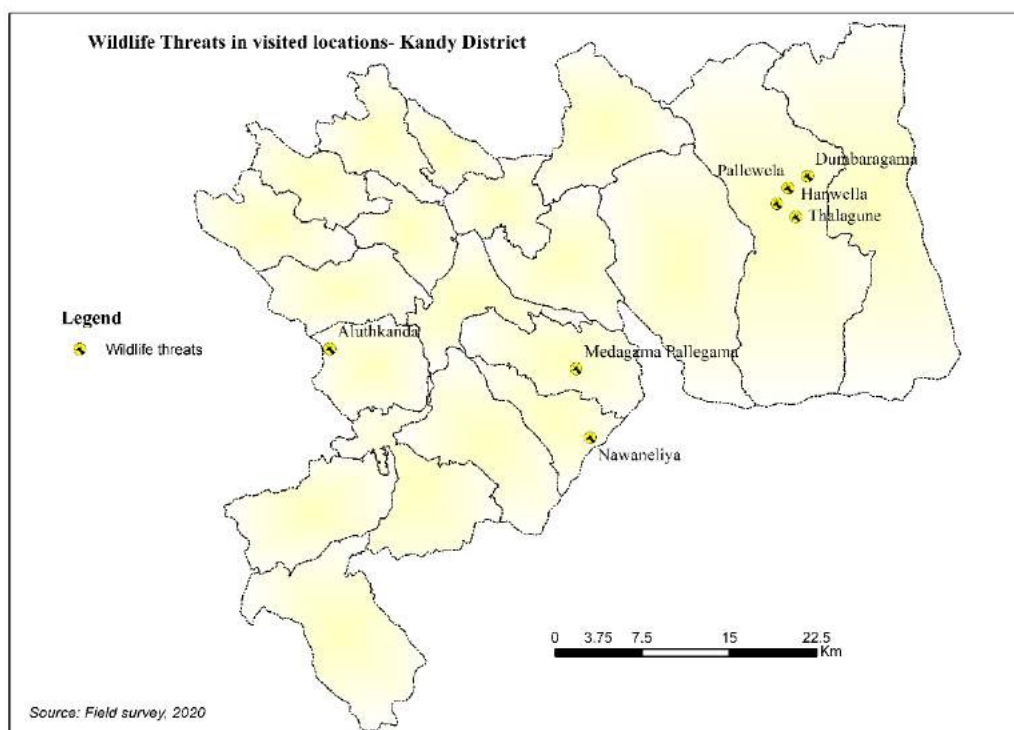 Wildlife Threats in visited locations- Kandy District
Dumbaragama
Pallewela
Hanwella
Thalagune
Legend
Wildlife threats
Aluthkanda
Medagama Pallegama
Nawaneliya
0 3.75 7.5 15 22.5
Km
Source: Field survey, 2020